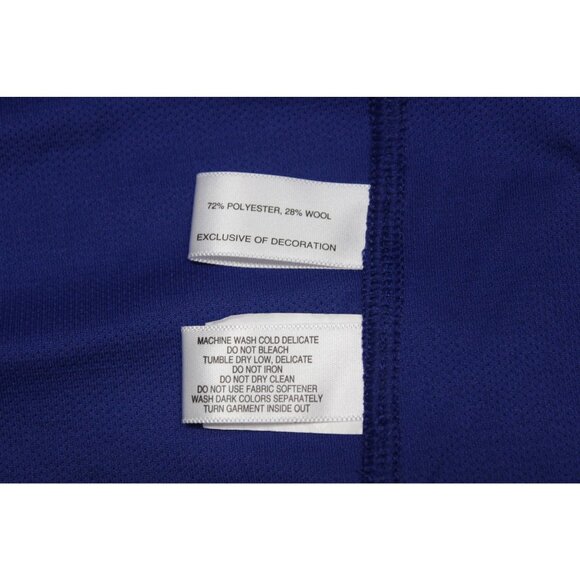 72% POLYESTER, 28% WOOL
EXCLUSIVE OF DECORATION
MACHINE WASH COLD DELICATE
DO NOT BLEACH
TUMBLE DRY LOW, DELICATE
DO NOT IRON
DO NOT DRY CLEAN
DO NOT USE FABRIC SOFTENER
WASH DARK COLORS SEPARATELY
TURN GARMENT INSIDE OUT